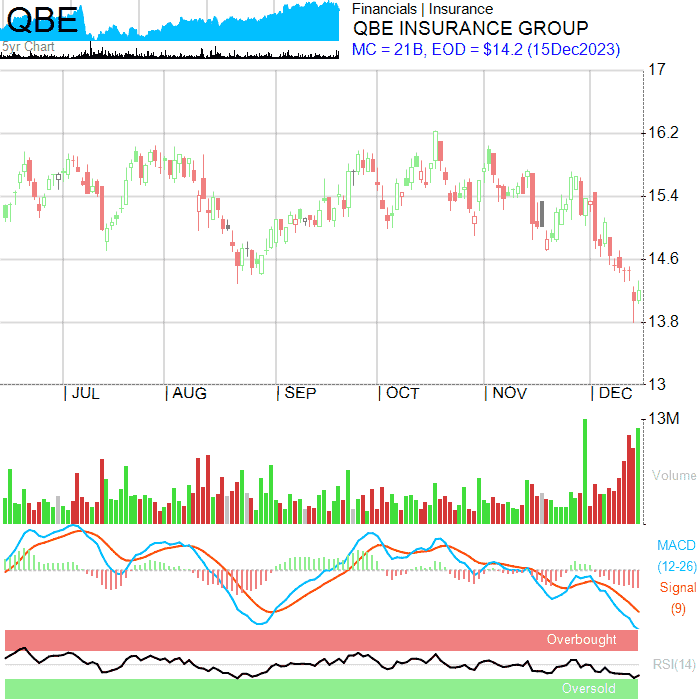 QBE
5yr Chart
Financials | Insurance
QBE INSURANCE GROUP
MC = 21B, EOD = $14.2 (15Dec2023)
17
16.2
15.4
14.6
13.8
13
| JUL | AUG | SEP | OCT | NOV | DEC
13M
Volume
MACD
(12-26)
Signal
(9)
Overbought
RSI(14)
Oversold